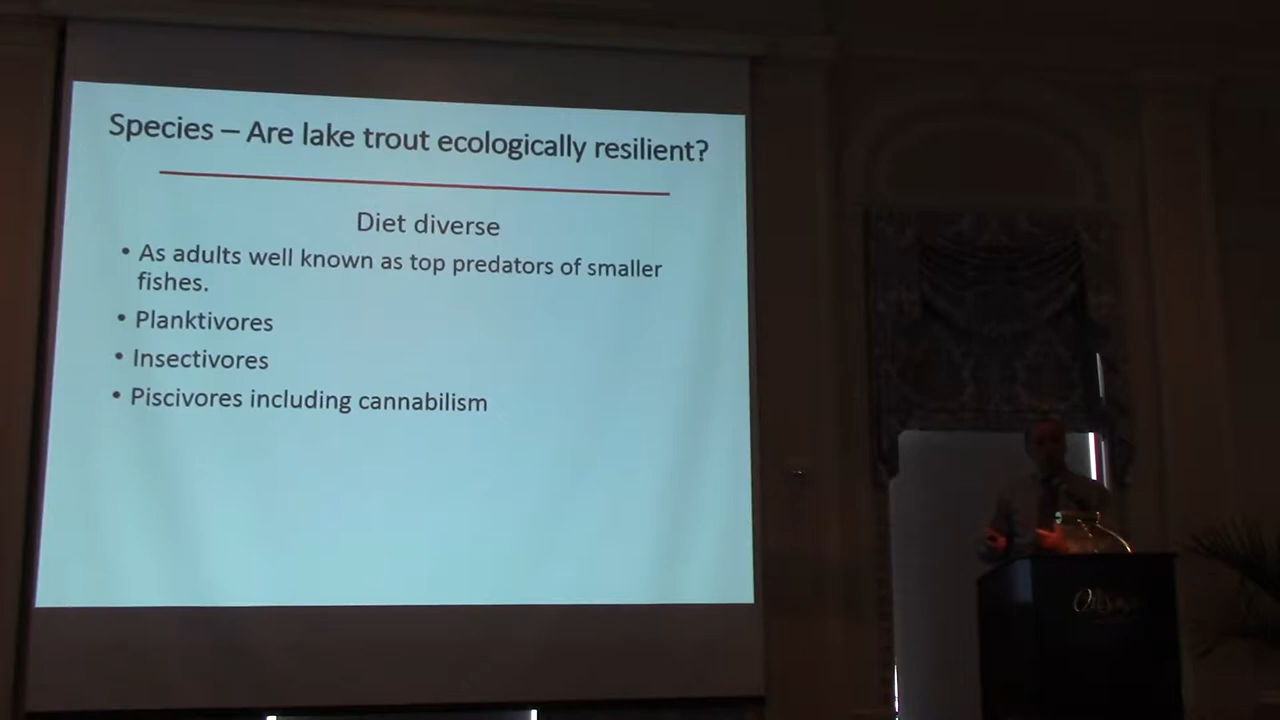 Species – Are lake trout ecologically resilient?
Diet diverse
• As adults well known as top predators of smaller
fishes.
• Planktivores
• Insectivores
• Piscivores including cannabilism